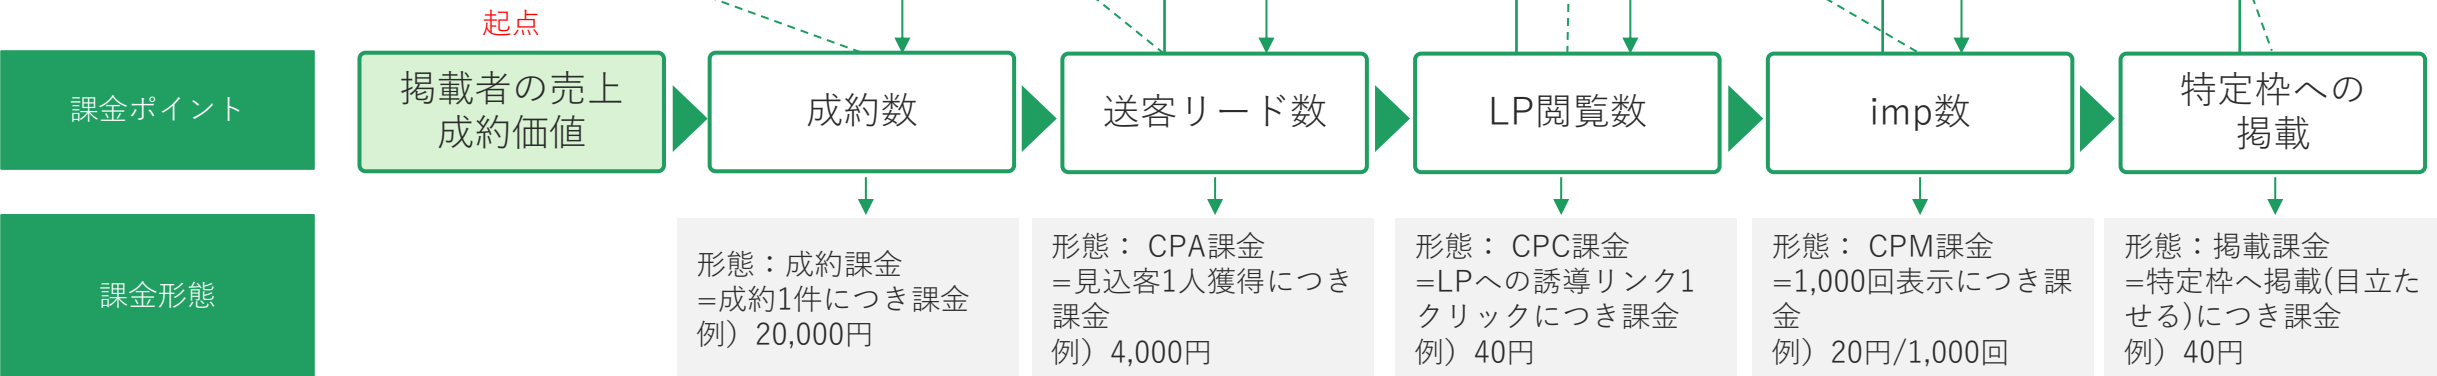 起点
課金ポイント
掲載者の売上
成約価値
成約数
送客リード数
LP閲覧数
imp数
特定枠への
掲載
課金形態
形態：成約課金
=成約1件につき課金
例）20,000円
形態： CPA課金
=見込客1人獲得につき
課金
例）4,000円
形態： CPC課金
=LPへの誘導リンク1
クリックにつき課金
例）40円
形態： CPM課金
=1,000回表示につき課
金
例）20円/1,000回
形態：掲載課金
=特定枠へ掲載(目立た
せる)につき課金
例）40円